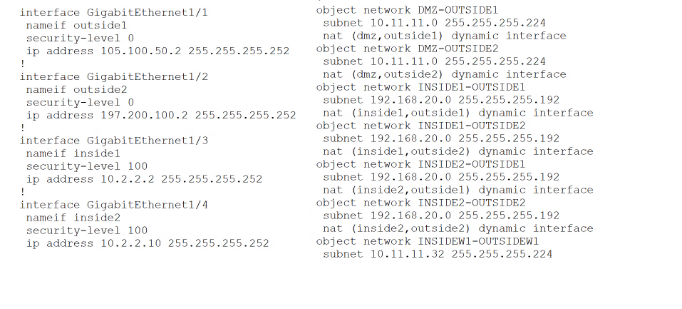 interface GigabitEthernet1/1
nameif outside1
security-level 0
ip address 105.100.50.2 255.255.255.252
!
interface GigabitEthernet1/2
nameif outside2
security-level 0
ip address 197.200.100.2 255.255.255.252
!
interface GigabitEthernet1/3
nameif inside1
security-level 100
ip address 10.2.2.2 255.255.255.252
!
interface GigabitEthernet1/4
nameif inside2
security-level 100
ip address 10.2.2.10 255.255.255.252
object network DMZ-OUTSIDE1
subnet 10.11.11.0 255.255.255.224
nat (dmz,outside1) dynamic interface
object network DMZ-OUTSIDE2
subnet 10.11.11.0 255.255.255.224
nat (dmz,outside2) dynamic interface
object network INSIDE1-OUTSIDE1
subnet 192.168.20.0 255.255.255.192
nat (inside1,outside1) dynamic interface
object network INSIDE1-OUTSIDE2
subnet 192.168.20.0 255.255.255.192
nat (inside1,outside2) dynamic interface
object network INSIDE2-OUTSIDE1
subnet 192.168.20.0 255.255.255.192
nat (inside2,outside1) dynamic interface
object network INSIDE2-OUTSIDE2
subnet 192.168.20.0 255.255.255.192
nat (inside2,outside2) dynamic interface
object network INSIDEW1-OUTSIDEW1
subnet 10.11.11.32 255.255.255.224